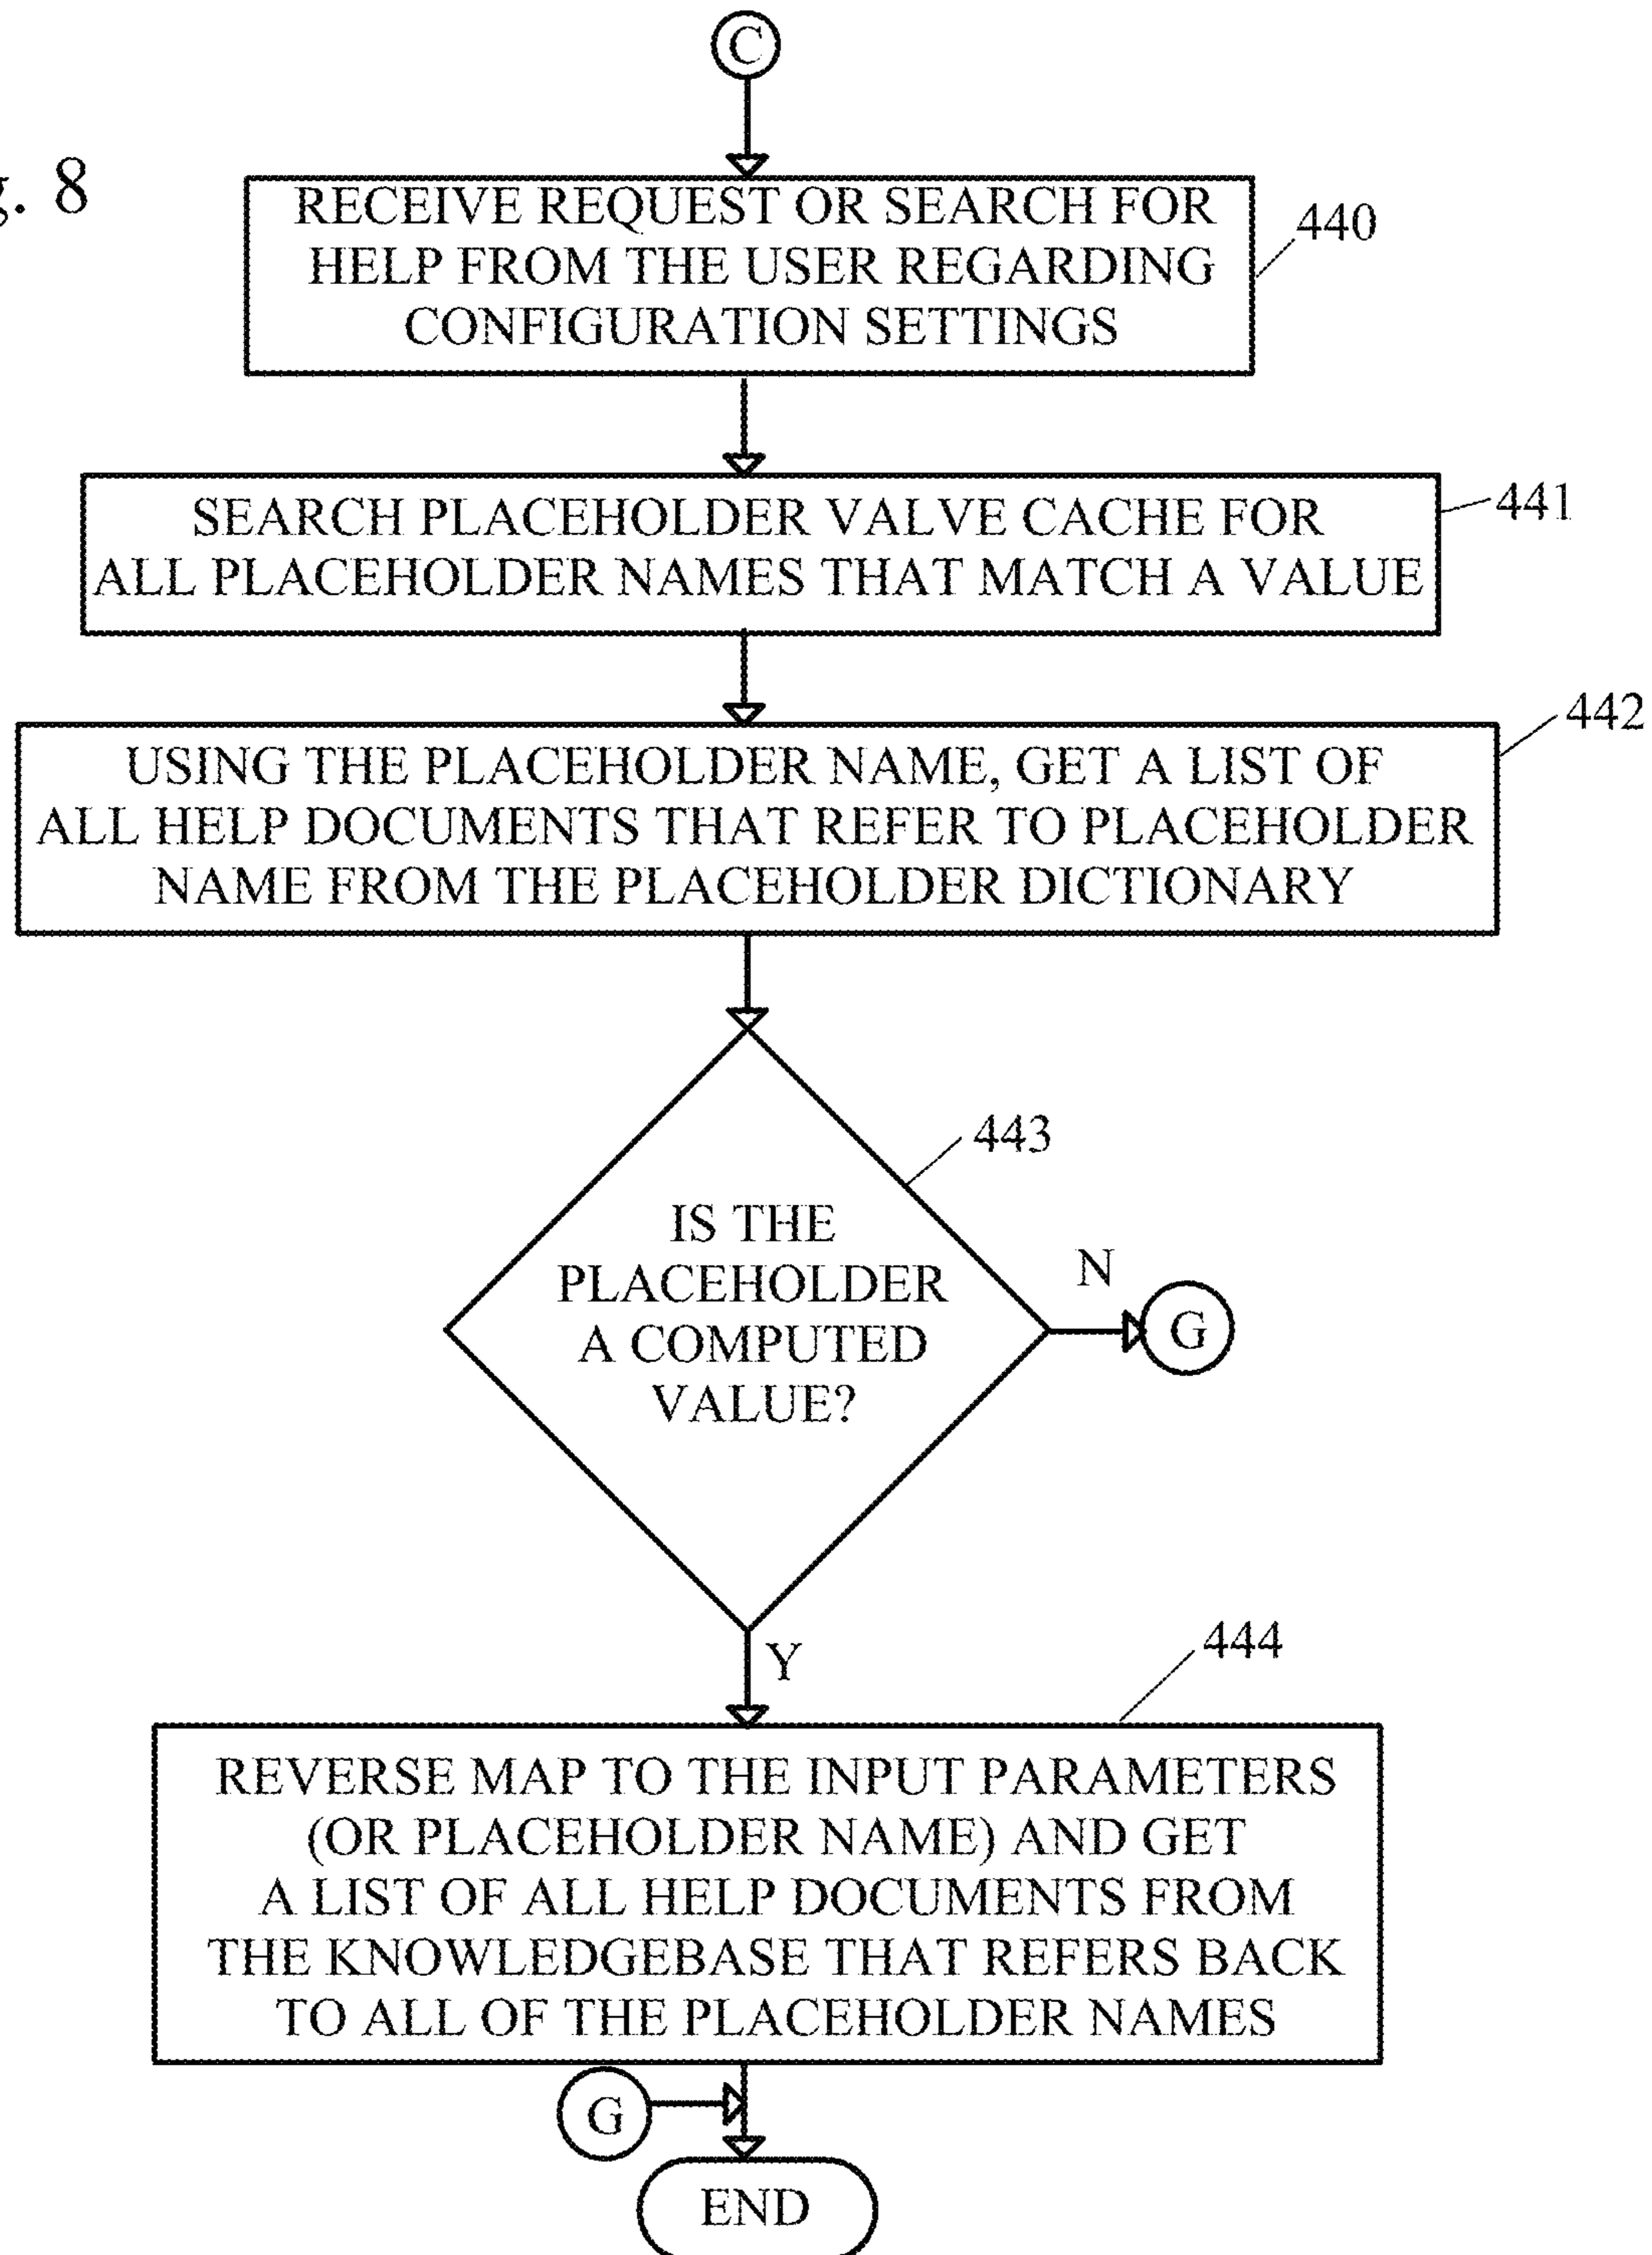 C
g. 8
RECEIVE REQUEST OR SEARCH FOR
HELP FROM THE USER REGARDING
CONFIGURATION SETTINGS
440
SEARCH PLACEHOLDER VALVE CACHE FOR
ALL PLACEHOLDER NAMES THAT MATCH A VALUE
441
USING THE PLACEHOLDER NAME, GET A LIST OF
ALL HELP DOCUMENTS THAT REFER TO PLACEHOLDER
NAME FROM THE PLACEHOLDER DICTIONARY
442
443
IS THE
PLACEHOLDER
A COMPUTED
VALUE?
N
G
Y
444
REVERSE MAP TO THE INPUT PARAMETERS
(OR PLACEHOLDER NAME) AND GET
A LIST OF ALL HELP DOCUMENTS FROM
THE KNOWLEDGEBASE THAT REFERS BACK
TO ALL OF THE PLACEHOLDER NAMES
G
END